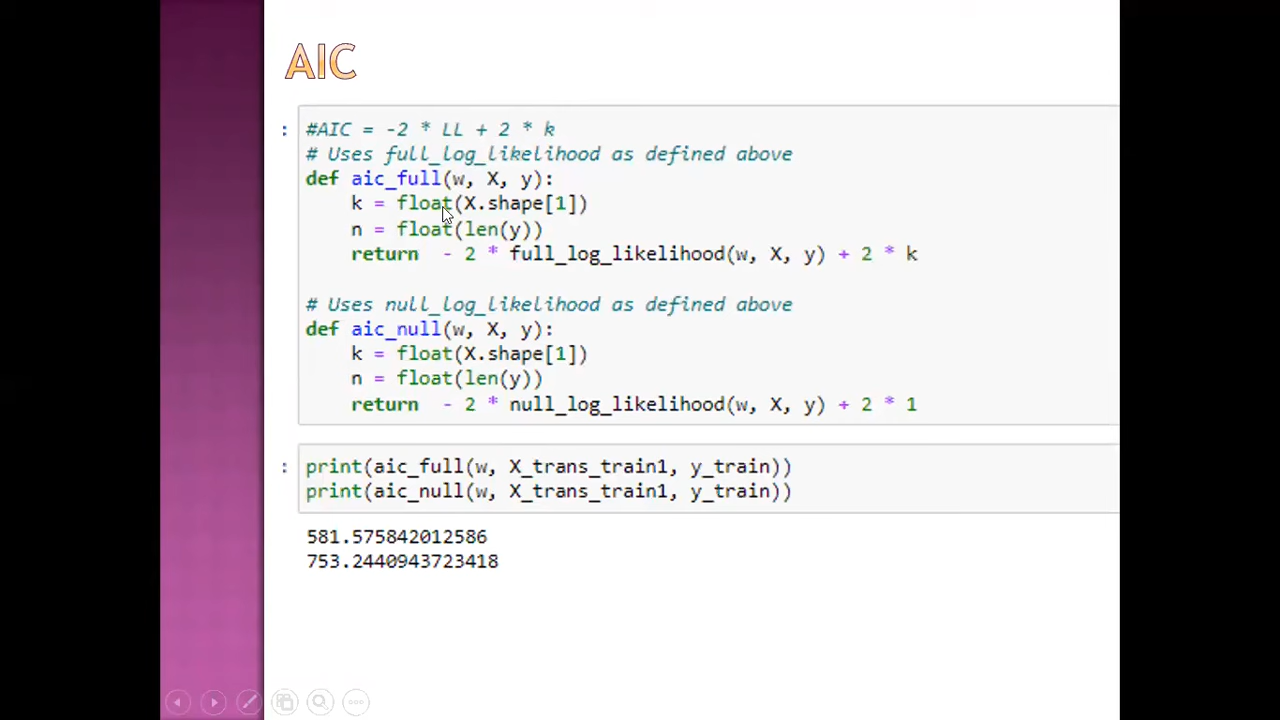 AIC
: #AIC = -2 * LL + 2 * k
# Uses full_log_likelihood as defined above
def aic_full(w, X, y):
    k = float(X.shape[1])
    n = float(len(y))
    return  - 2 * full_log_likelihood(w, X, y) + 2 * k
# Uses null_log_likelihood as defined above
def aic_null(w, X, y):
    k = float(X.shape[1])
    n = float(len(y))
    return  - 2 * null_log_likelihood(w, X, y) + 2 * 1
: print(aic_full(w, X_trans_train1, y_train))
print(aic_null(w, X_trans_train1, y_train))
581.575842012586
753.2440943723418